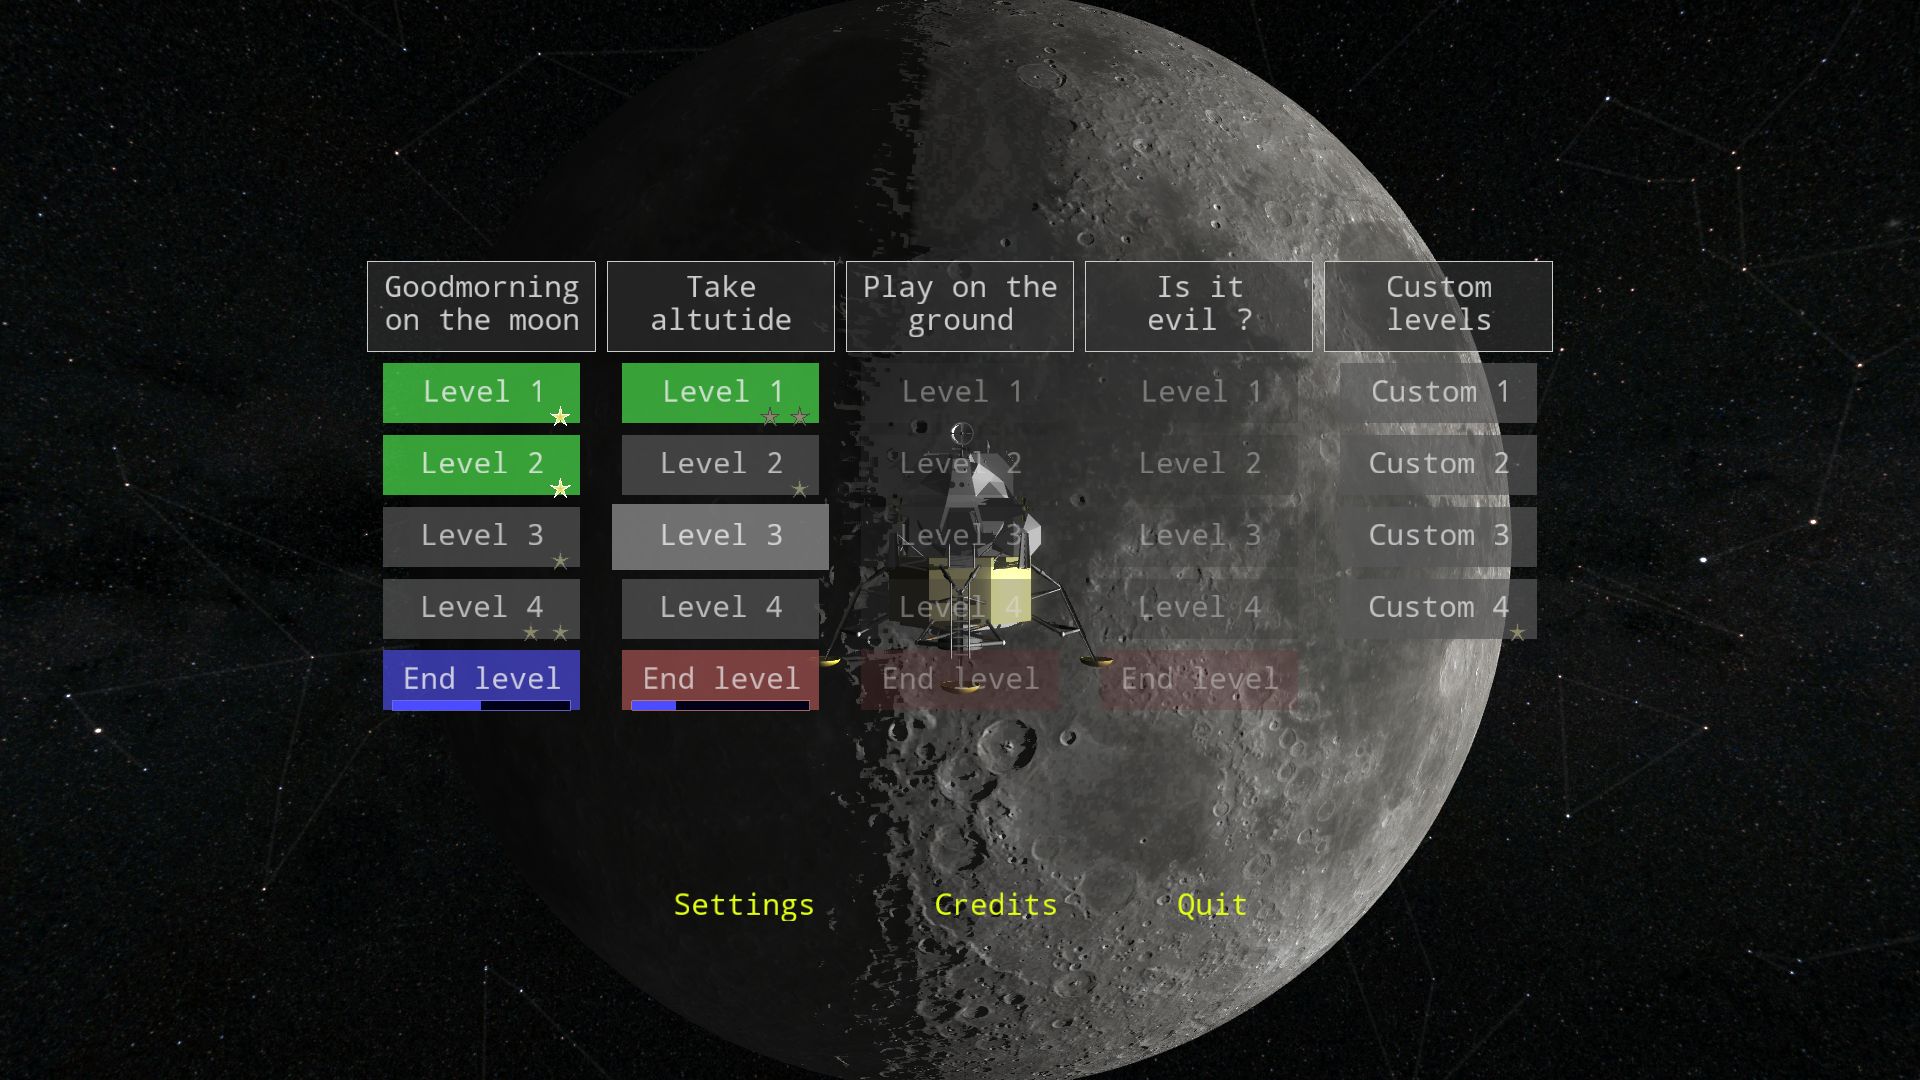 Goodmorning
on the moon
Take
altutide
Play on the
ground
Is it
evil ?
Custom
levels
Level 1
Level 1
Level 1
Level 1
Custom 1
Level 2
Level 2
Level 2
Level 2
Custom 2
Level 3
Level 3
Level 3
Level 3
Custom 3
Level 4
Level 4
Level 4
Level 4
Custom 4
End level
End level
End level
End level
Settings
Credits
Quit